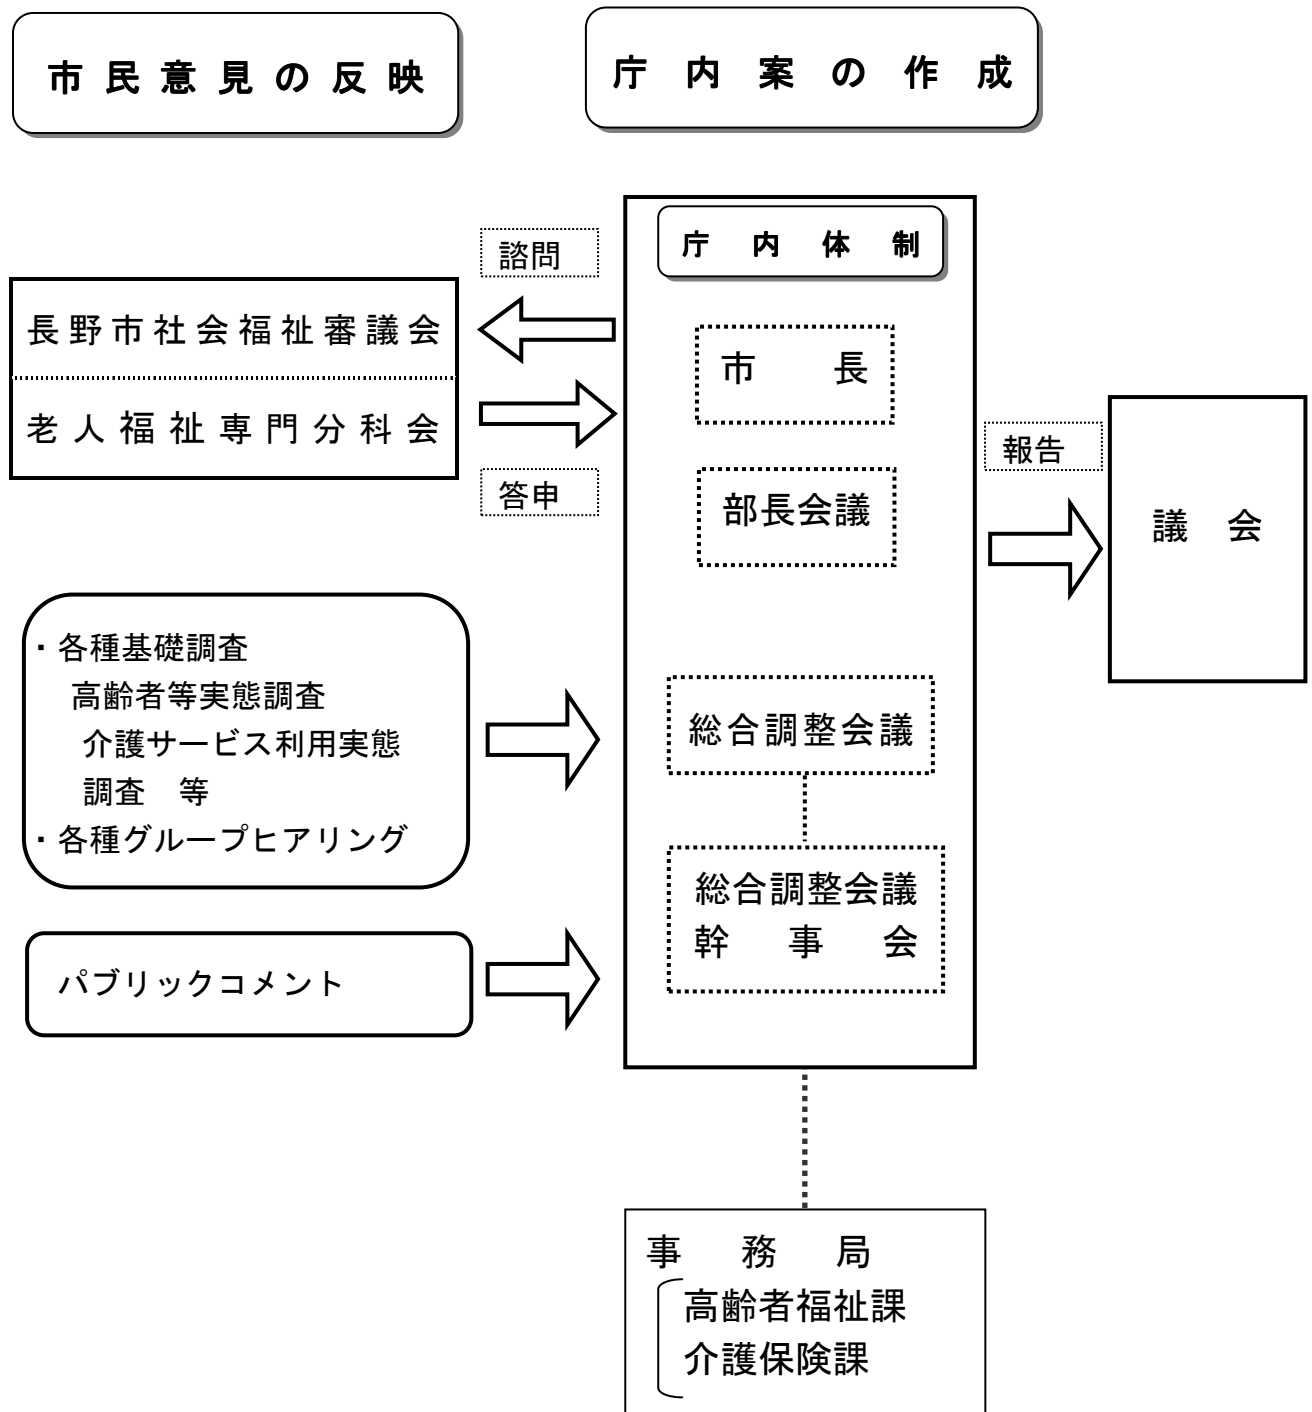 市民意見の反映
庁内案の作成
諮問
長野市社会福祉審議会
老人福祉専門分科会
答申
・各種基礎調査
高齢者等実態調査
介護サービス利用実態
調査　等
・各種グループヒアリング
パブリックコメント
庁内体制
市長
部長会議
総合調整会議
総合調整会議
幹事会
報告
議会
事務局
高齢者福祉課
介護保険課